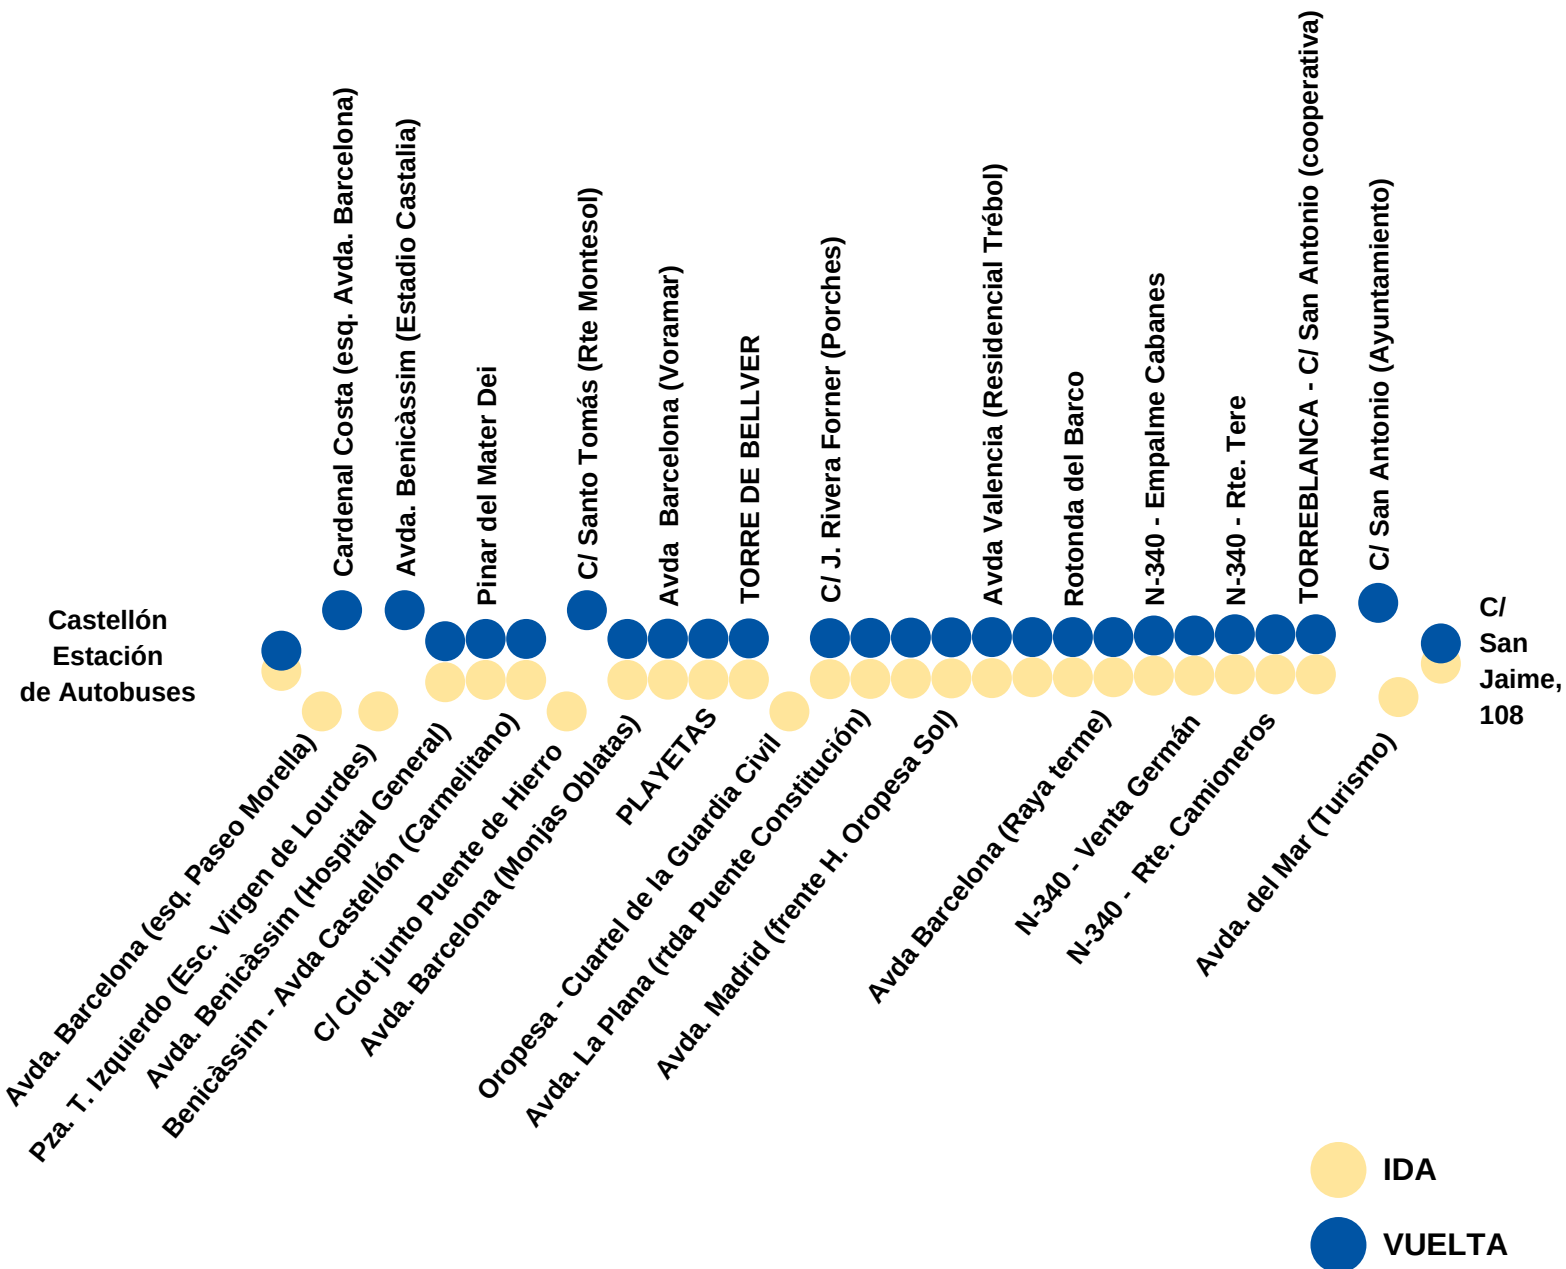 Castellón
Estación
de Autobuses
Cardenal Costa (esq. Avda. Barcelona)
Avda. Benicàssim (Estadio Castalia)
Pinar del Mater Dei
C/ Santo Tomás (Rte Montesol)
Avda Barcelona (Voramar)
TORRE DE BELLVER
C/ J. Rivera Forner (Porches)
Avda Valencia (Residencial Trébol)
Rotonda del Barco
N-340 - Empalme Cabanes
N-340 - Rte. Tere
TORREBLANCA - C/ San Antonio (cooperativa)
C/ San Antonio (Ayuntamiento)
C/
San
Jaime,
108
Avda. Barcelona (esq. Paseo Morella)
Pza. T. Izquierdo (Esc. Virgen de Lourdes)
Avda. Benicàssim (Hospital General)
Benicàssim - Avda Castellón (Carmelitano)
C/ Clot junto Puente de Hierro
Avda. Barcelona (Monjas Oblatas)
PLAYETAS
Oropesa - Cuartel de la Guardia Civil
Avda. La Plana (rtda Puente Constitución)
Avda. Madrid (frente H. Oropesa Sol)
Avda Barcelona (Raya terme)
N-340 - Venta Germán
N-340 - Rte. Camioneros
Avda. del Mar (Turismo)
IDA
VUELTA